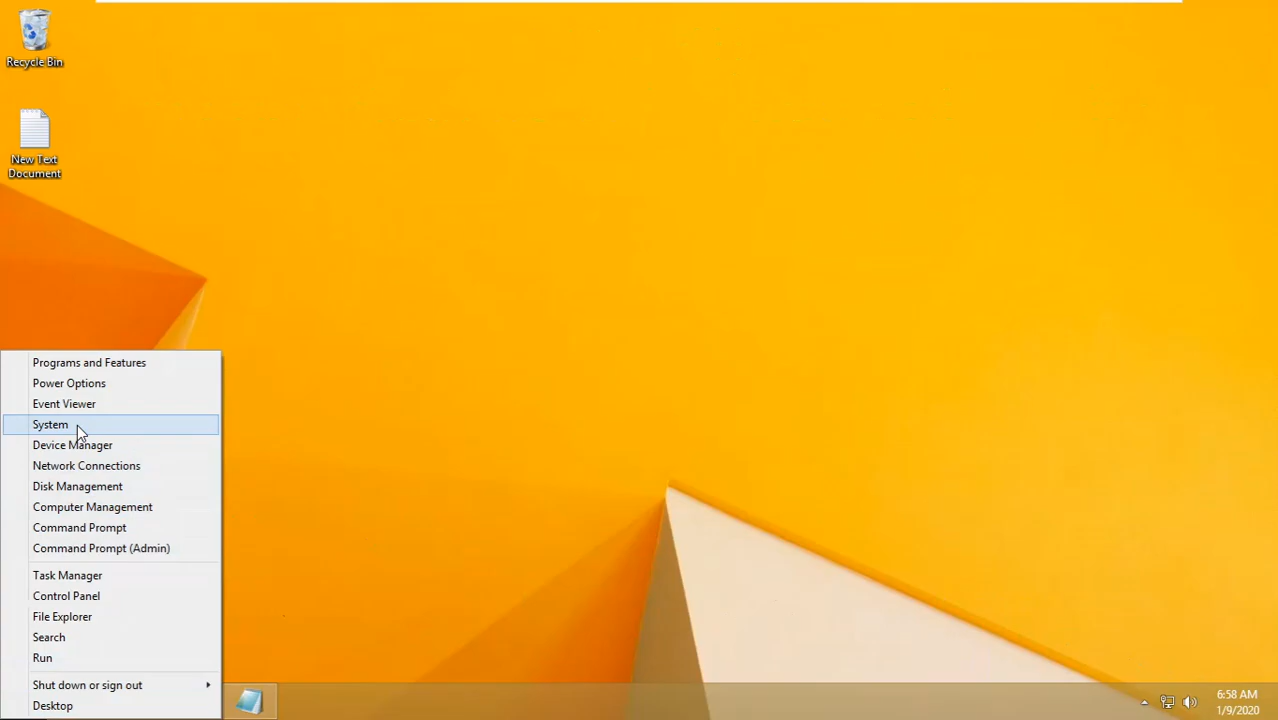 Recycle Bin
New Text
Document
Programs and Features
Power Options
Event Viewer
System
Device Manager
Network Connections
Disk Management
Computer Management
Command Prompt
Command Prompt (Admin)
Task Manager
Control Panel
File Explorer
Search
Run
Shut down or sign out
Desktop
6:58 AM
1/9/2020